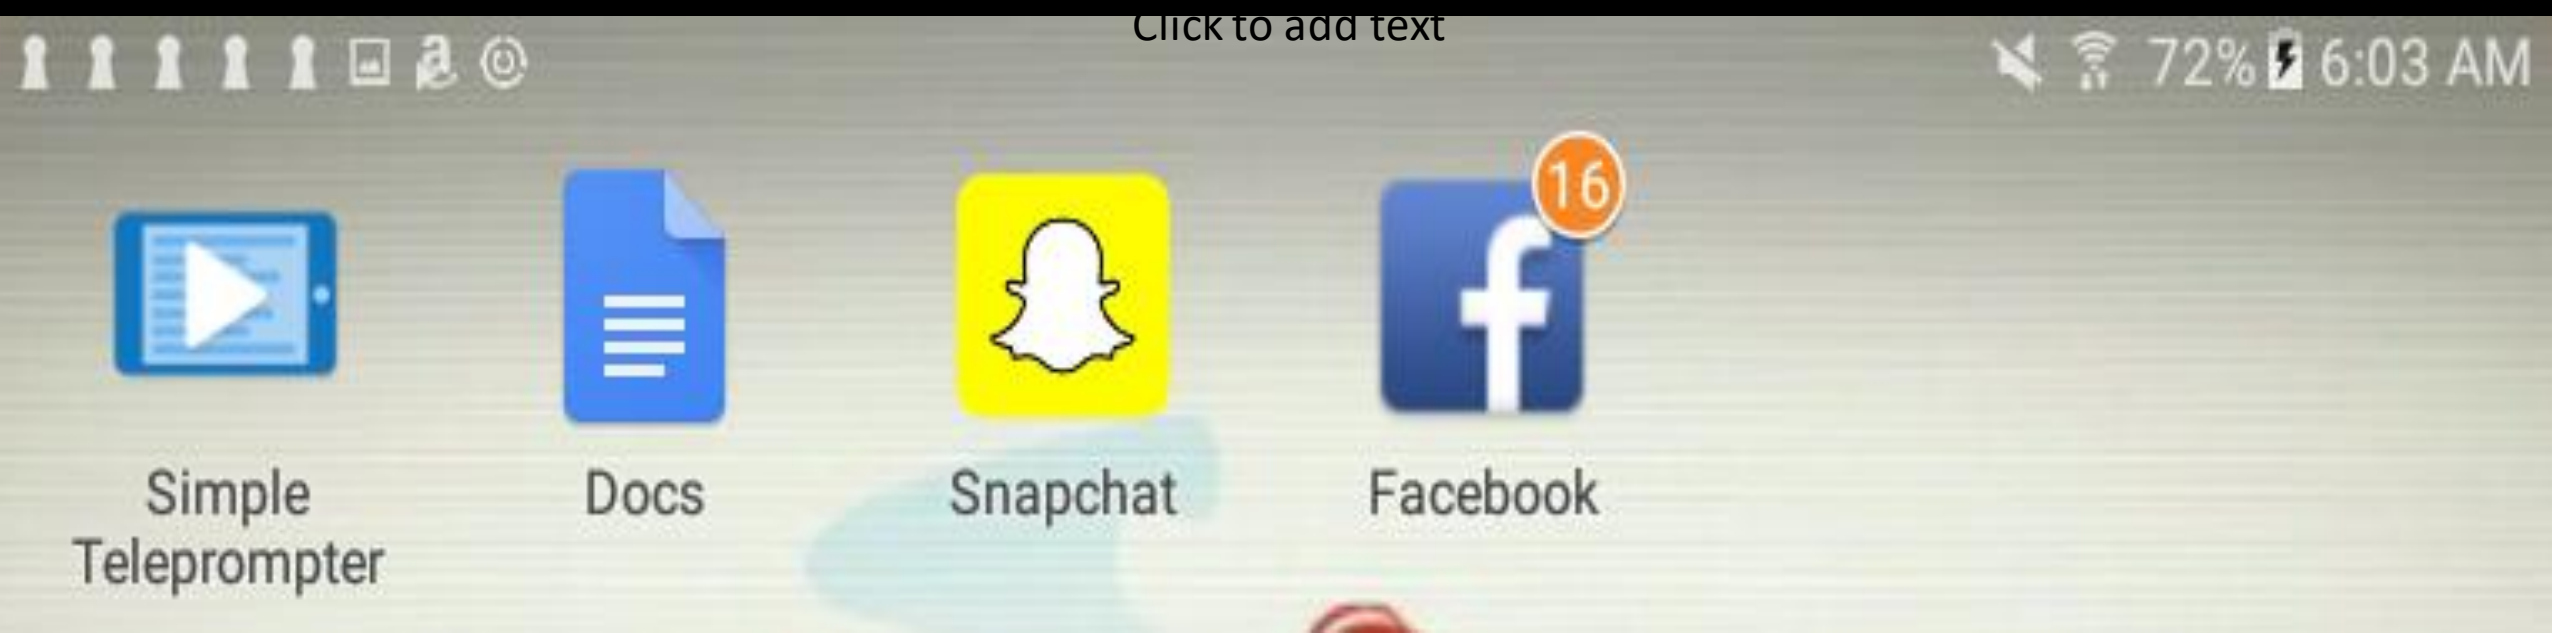 Click to add text
72% 6:03 AM
16
Simple
Teleprompter
Docs
Snapchat
Facebook